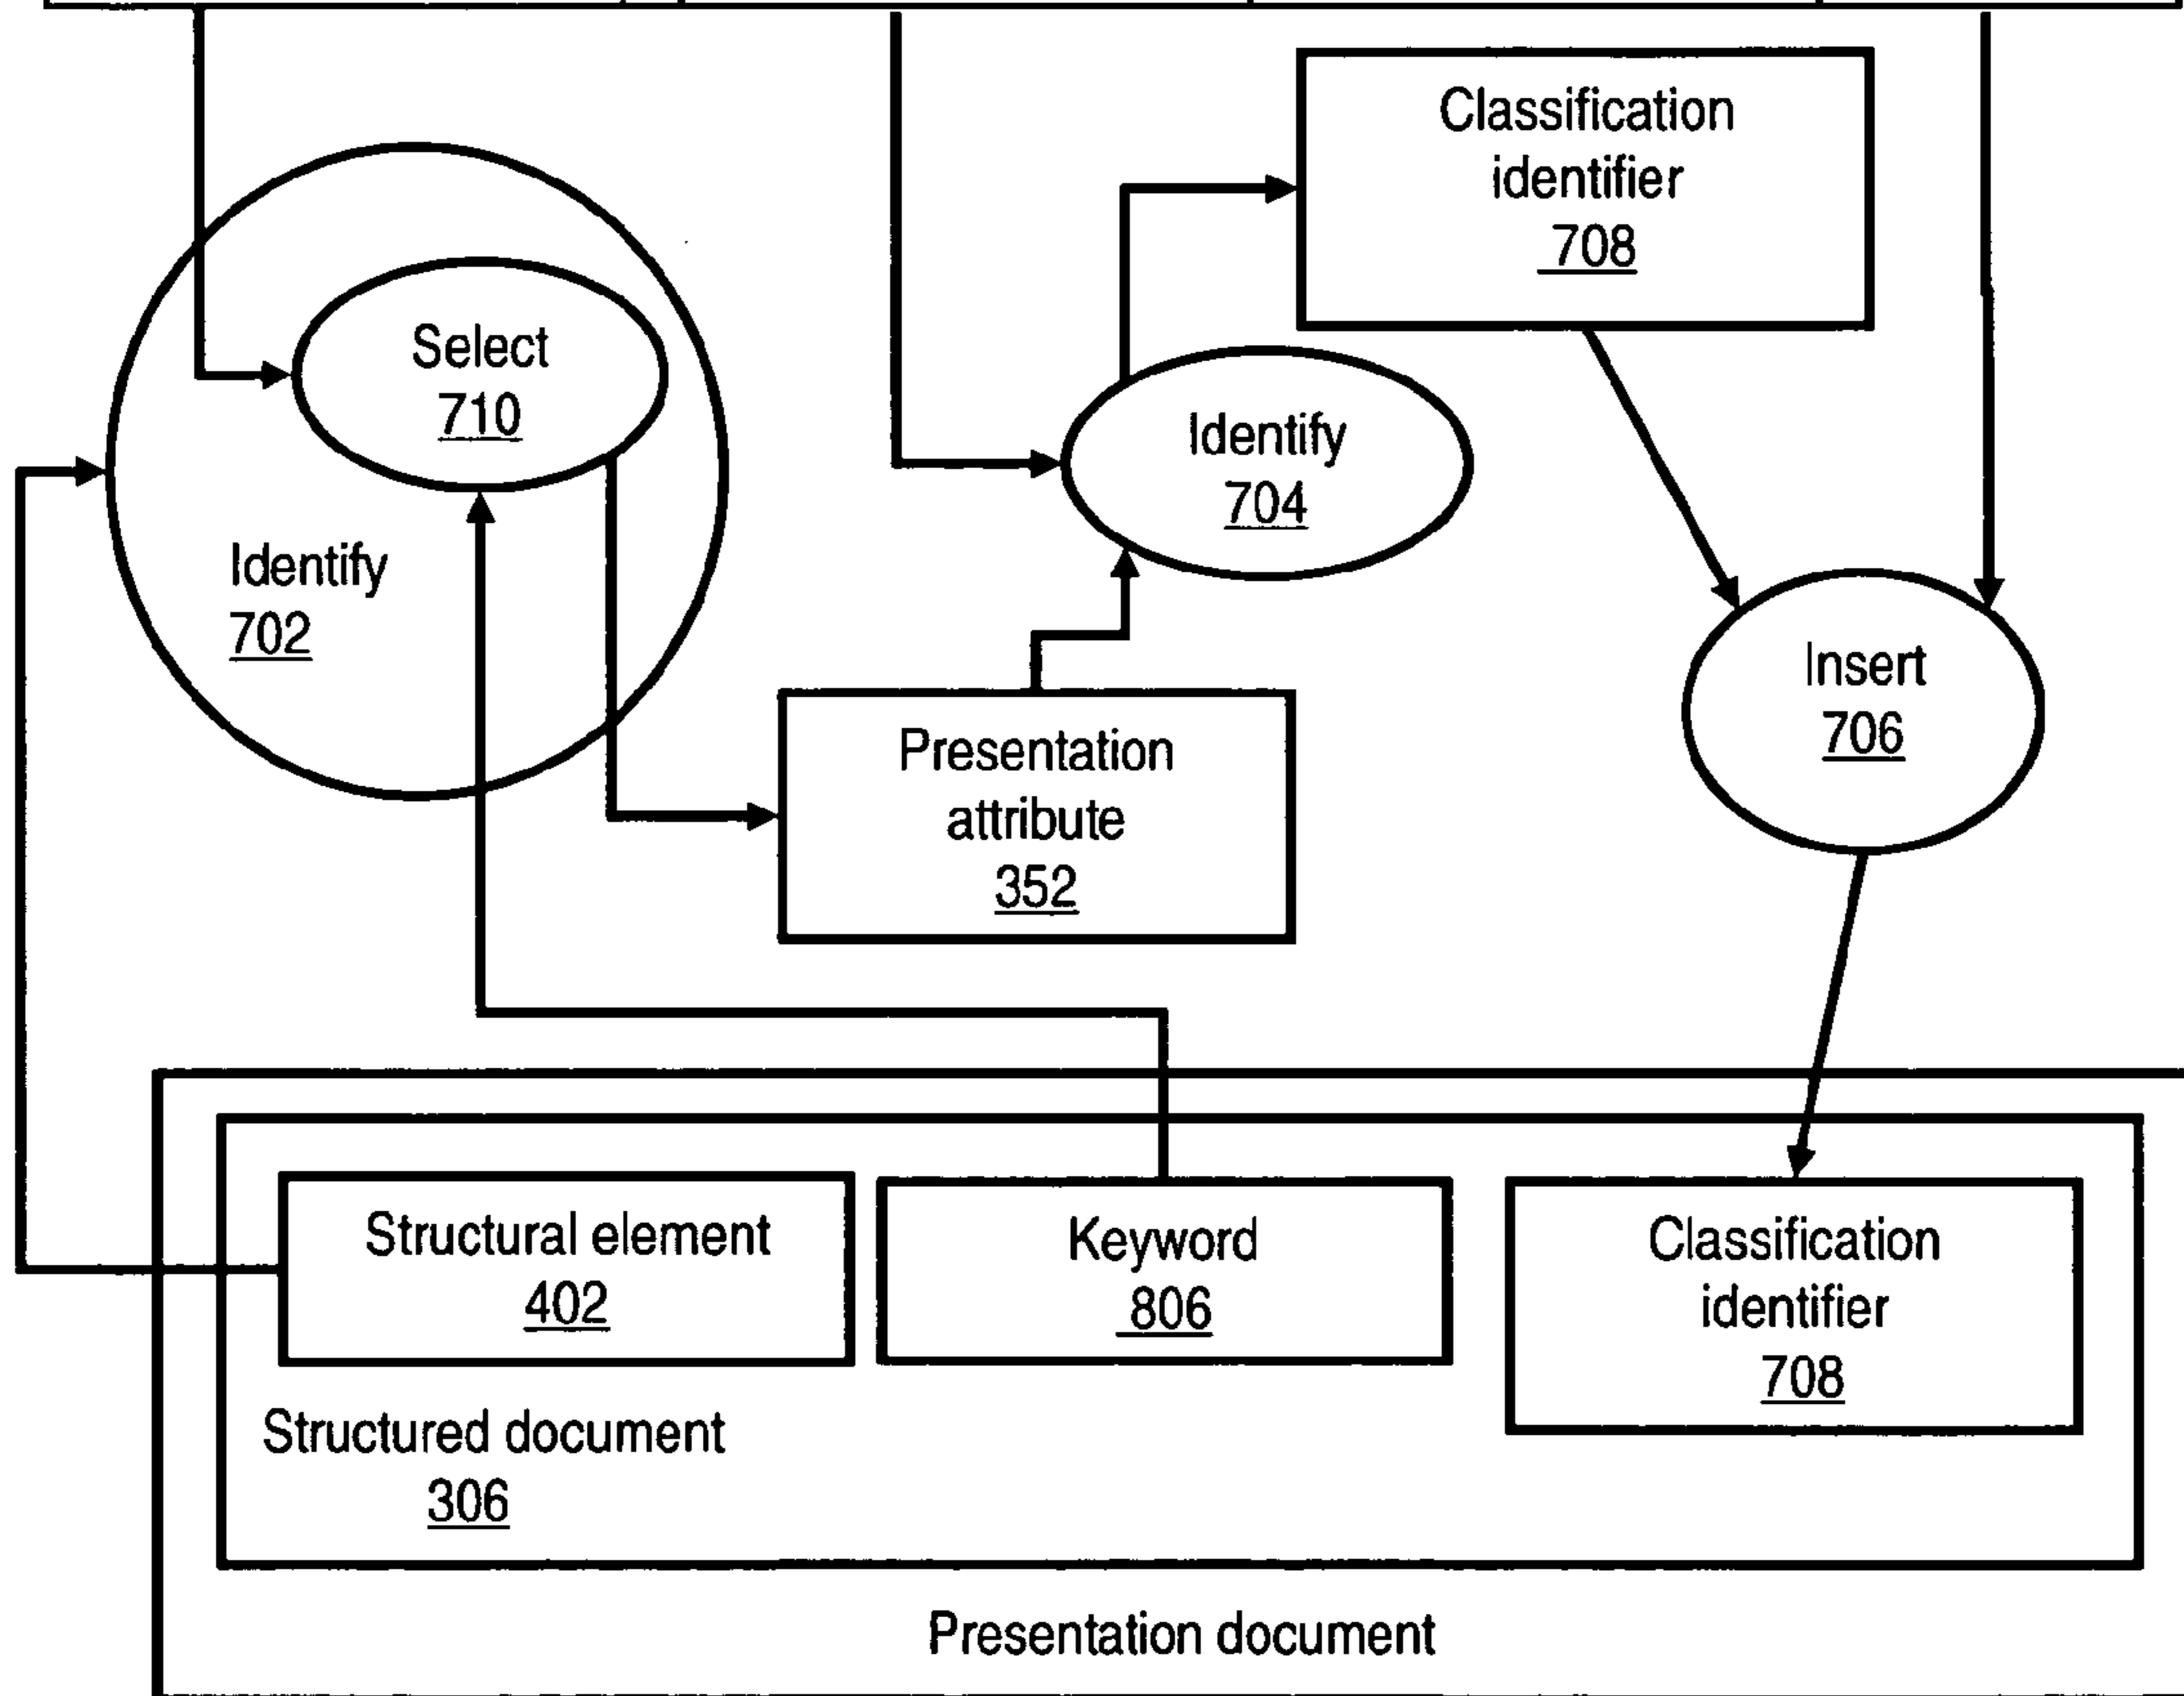 Classification
identifier
708
Select
710
Identify
704
Identify
702
Insert
706
Presentation
attribute
352
Structural element
402
Keyword
806
Classification
identifier
708
Structured document
306
Presentation document